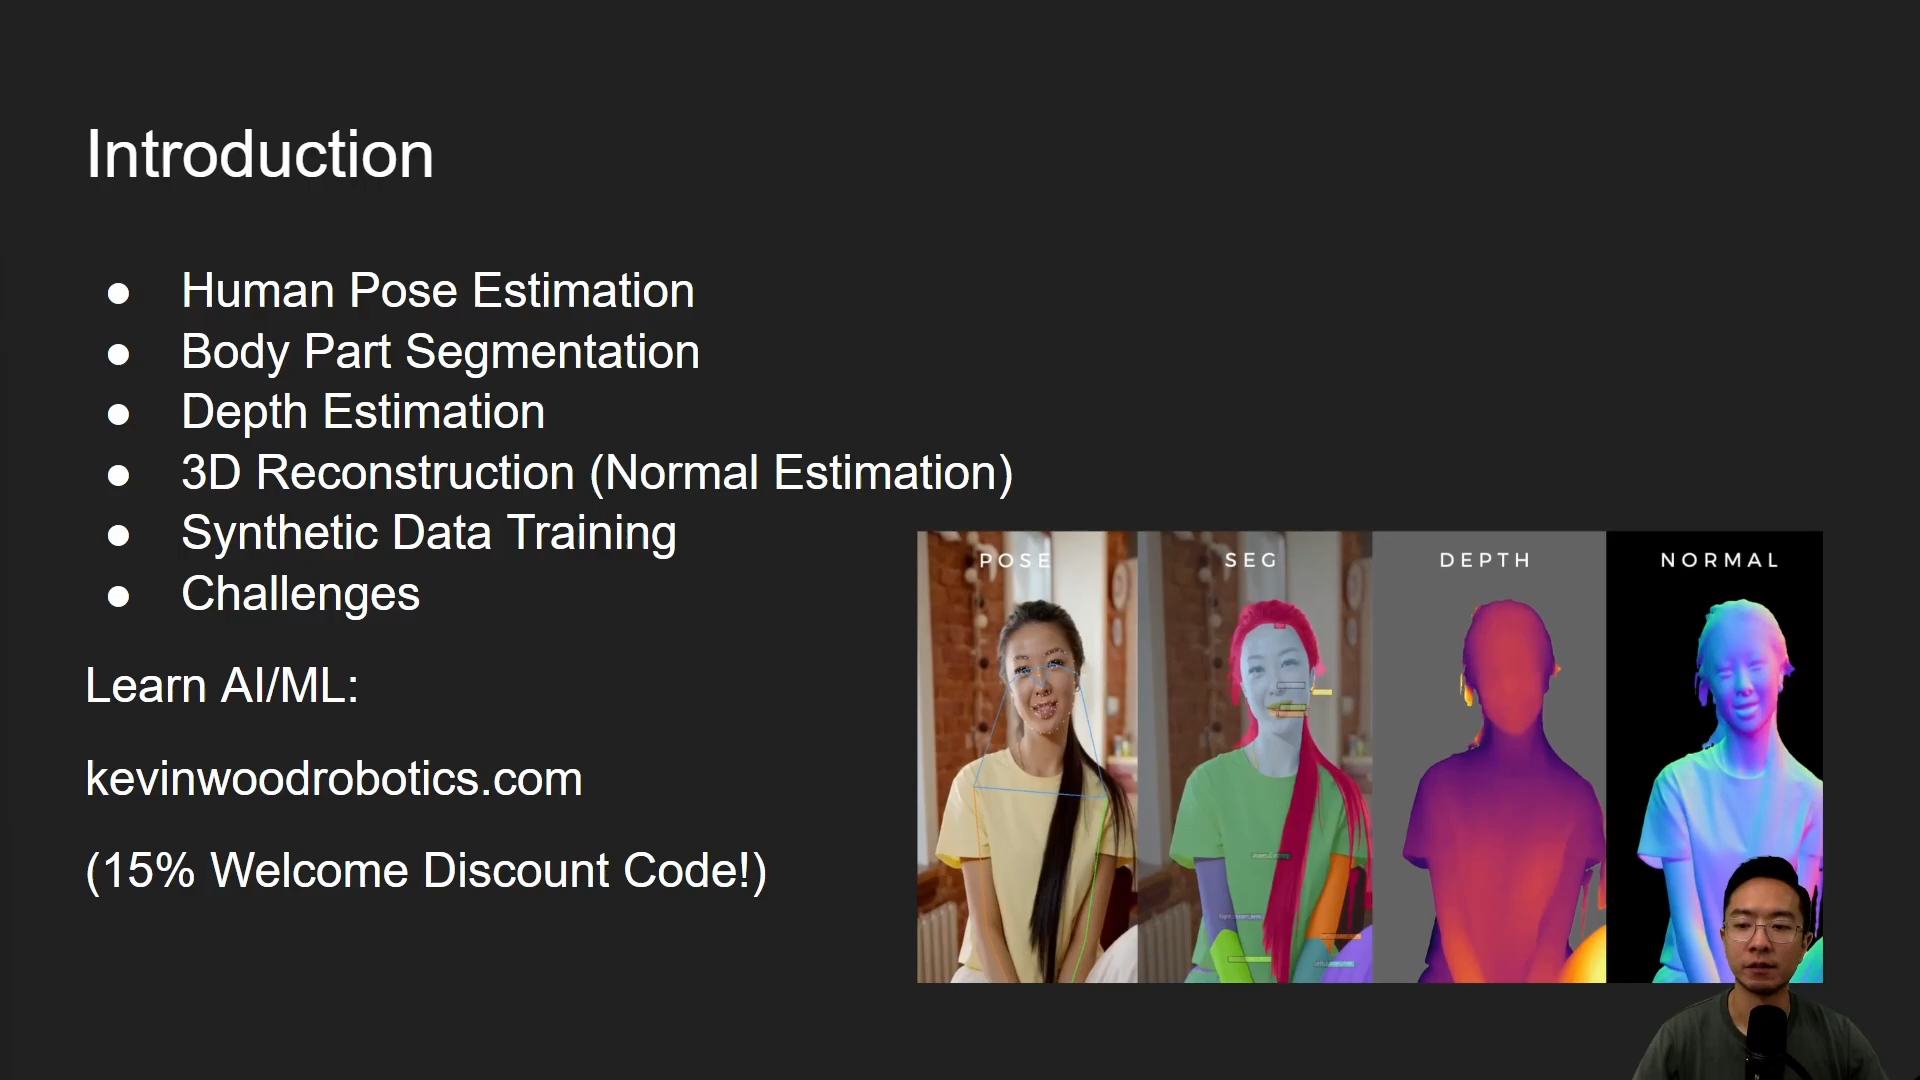 Introduction
● Human Pose Estimation
● Body Part Segmentation
● Depth Estimation
● 3D Reconstruction (Normal Estimation)
● Synthetic Data Training
● Challenges
Learn AI/ML:
kevinwoodrobotics.com
(15% Welcome Discount Code!)
POSE
SEG
DEPTH
NORMAL